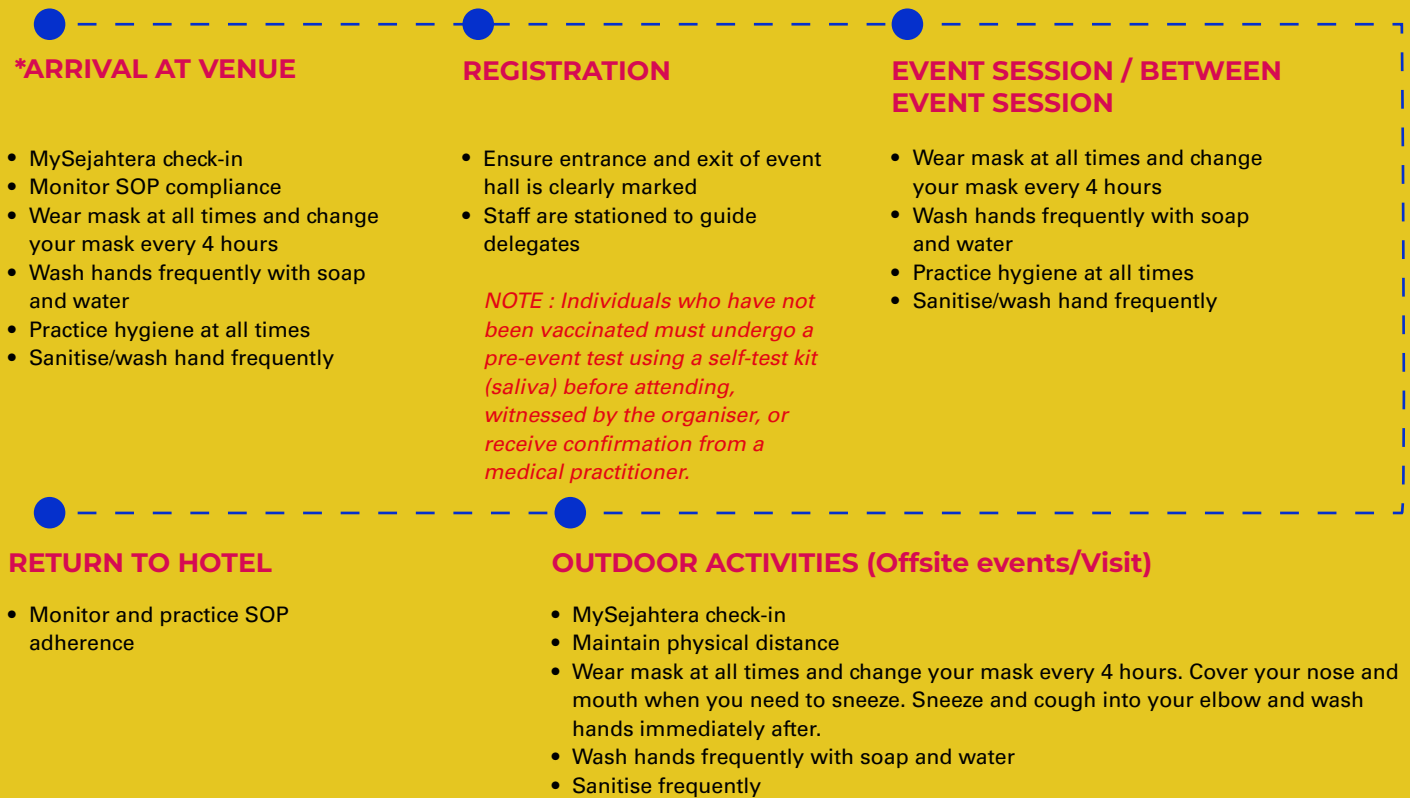 *ARRIVAL AT VENUE
• MySejahtera check-in
• Monitor SOP compliance
• Wear mask at all times and change
your mask every 4 hours
• Wash hands frequently with soap
and water
• Practice hygiene at all times
• Sanitise/wash hand frequently
REGISTRATION
• Ensure entrance and exit of event
hall is clearly marked
• Staff are stationed to guide
delegates
NOTE : Individuals who have not
been vaccinated must undergo a
pre-event test using a self-test kit
(saliva) before attending,
witnessed by the organiser, or
receive confirmation from a
medical practitioner.
EVENT SESSION / BETWEEN
EVENT SESSION
• Wear mask at all times and change
your mask every 4 hours
• Wash hands frequently with soap
and water
• Practice hygiene at all times
• Sanitise/wash hand frequently
RETURN TO HOTEL
• Monitor and practice SOP
adherence
OUTDOOR ACTIVITIES (Offsite events/Visit)
• MySejahtera check-in
• Maintain physical distance
• Wear mask at all times and change your mask every 4 hours. Cover your nose and
mouth when you need to sneeze. Sneeze and cough into your elbow and wash
hands immediately after.
• Wash hands frequently with soap and water
• Sanitise frequently